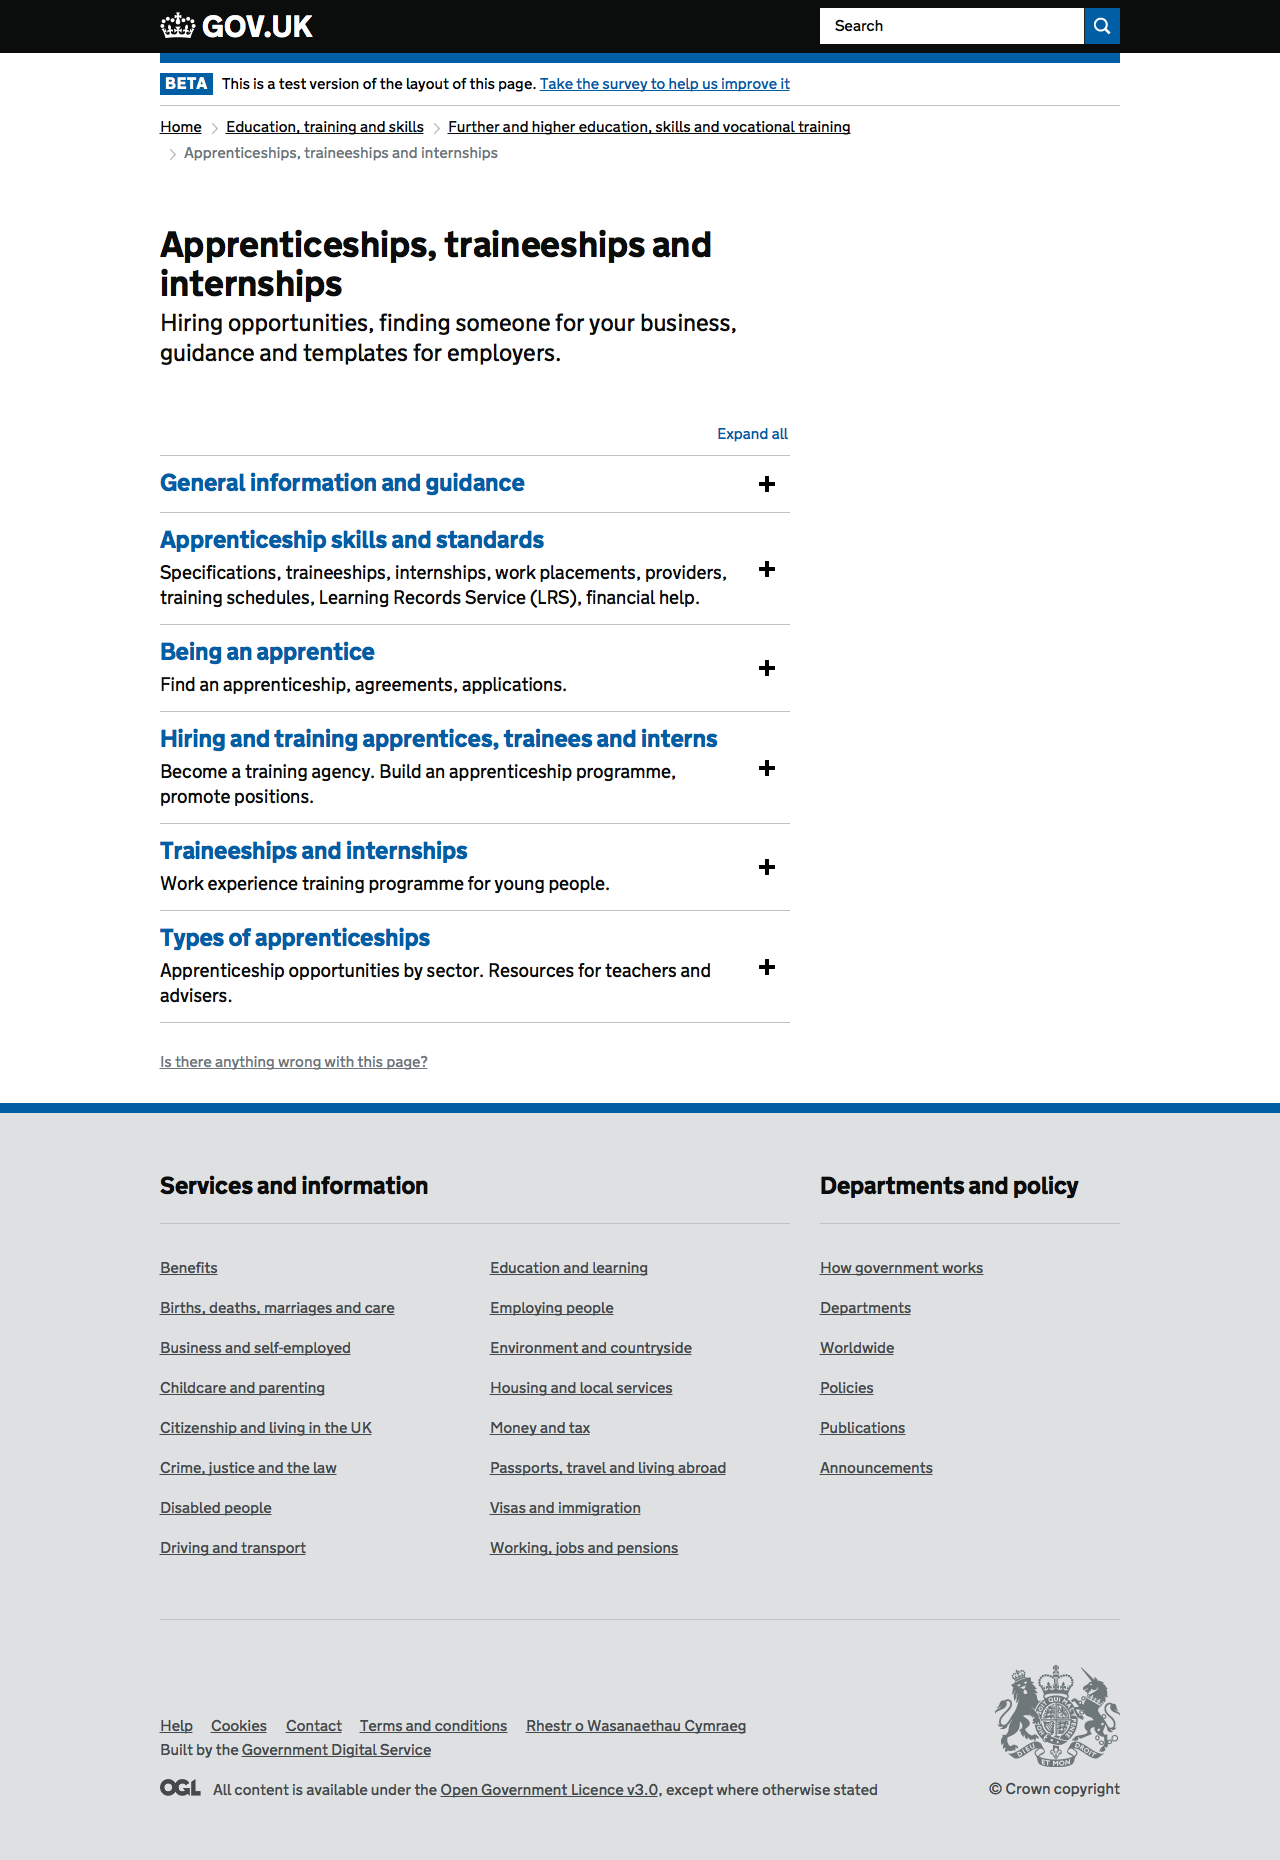 GOV.UK
Search
BETA This is a test version of the layout of this page. Take the survey to help us improve it
Home Education, training and skills Further and higher education, skills and vocational training
Apprenticeships, traineeships and internships
Apprenticeships, traineeships and
internships
Hiring opportunities, finding someone for your business,
guidance and templates for employers.
Expand all
General information and guidance
Apprenticeship skills and standards
Specifications, traineeships, internships, work placements, providers,
training schedules, Learning Records Service (LRS), financial help.
Being an apprentice
Find an apprenticeship, agreements, applications.
Hiring and training apprentices, trainees and interns
Become a training agency. Build an apprenticeship programme,
promote positions.
Traineeships and internships
Work experience training programme for young people.
Types of apprenticeships
Apprenticeship opportunities by sector. Resources for teachers and
advisers.
Is there anything wrong with this page?
Services and information
Benefits
Births, deaths, marriages and care
Business and self-employed
Childcare and parenting
Citizenship and living in the UK
Crime, justice and the law
Disabled people
Driving and transport
Education and learning
Employing people
Environment and countryside
Housing and local services
Money and tax
Passports, travel and living abroad
Visas and immigration
Working, jobs and pensions
Departments and policy
How government works
Departments
Worldwide
Policies
Publications
Announcements
Help Cookies Contact Terms and conditions Rhestr o Wasanaethau Cymraeg
Built by the Government Digital Service
OGL All content is available under the Open Government Licence v3.0, except where otherwise stated
DIEU ET MON DROIT
© Crown copyright